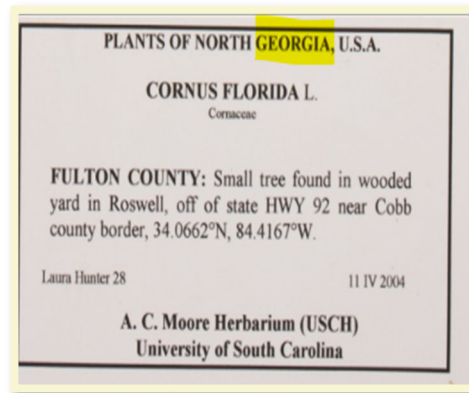 PLANTS OF NORTH GEORGIA, U.S.A.
CORNUS FLORIDA L.
Cornaceae
FULTON COUNTY: Small tree found in wooded
yard in Roswell, off of state HWY 92 near Cobb
county border, 34.0662°N, 84.4167°W.
Laura Hunter 28 11 IV 2004
A. C. Moore Herbarium (USCH)
University of South Carolina